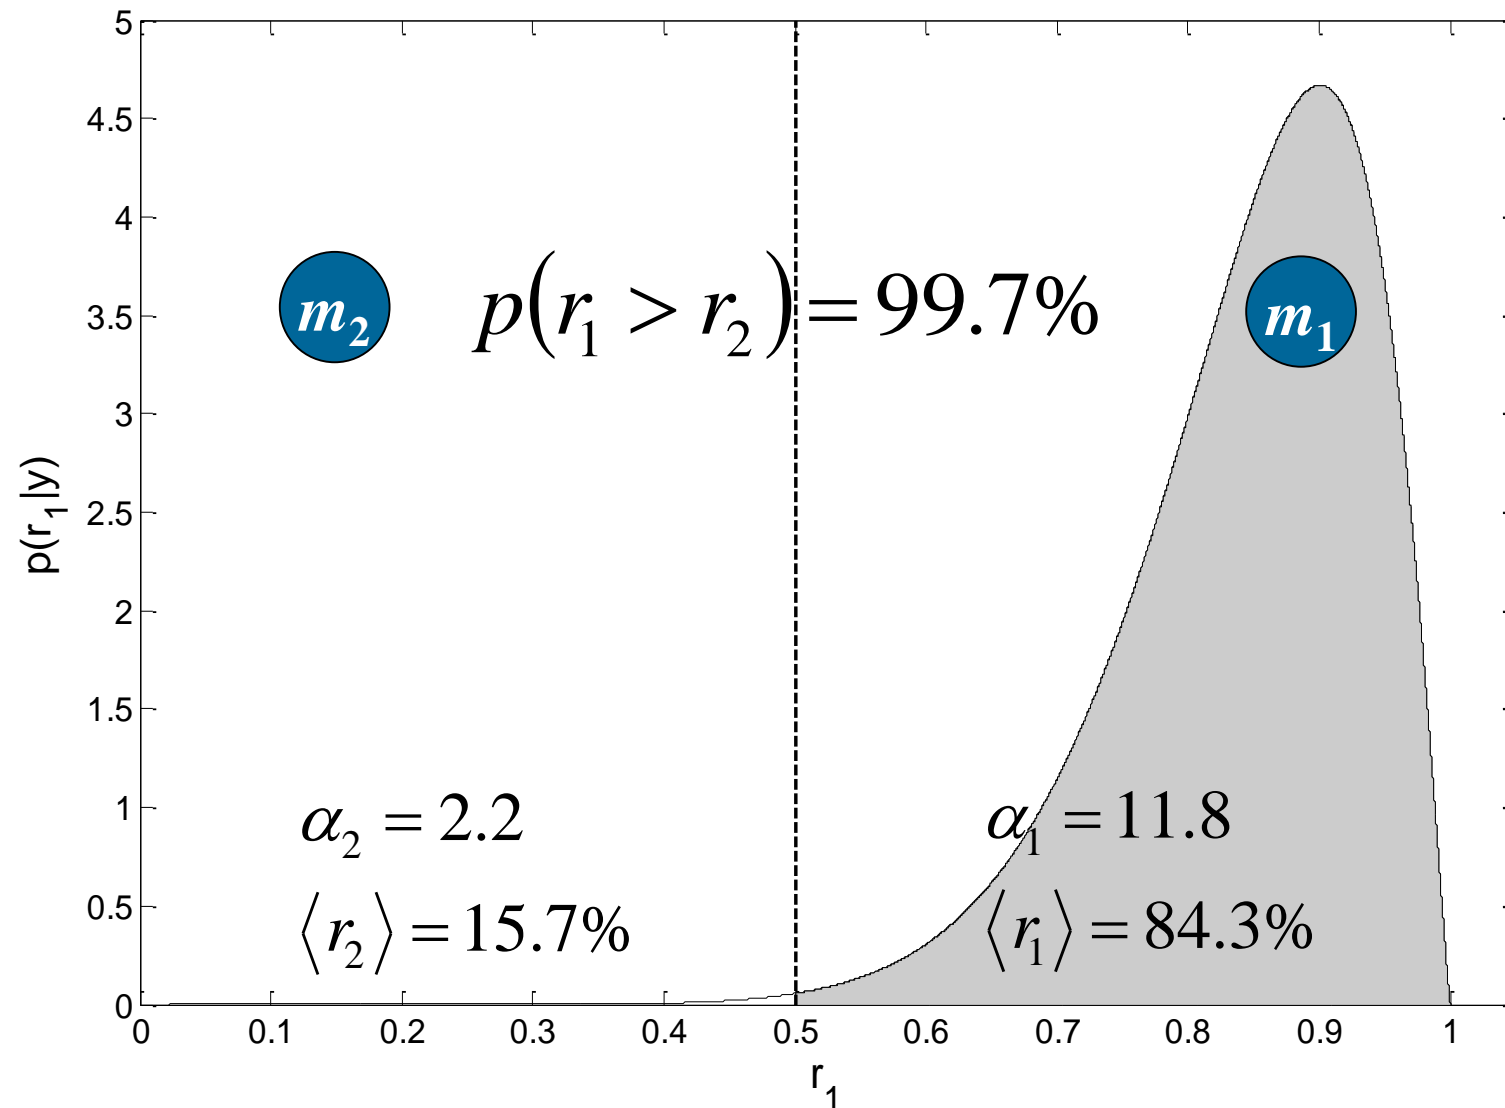 5
4.5
4
3.5
3
2.5
2
1.5
1
0.5
0
p(r₁|y)
m₂
p(r₁ > r₂) = 99.7%
m₁
α₂ = 2.2
α₁ = 11.8
⟨r₂⟩ = 15.7%
⟨r₁⟩ = 84.3%
0 0.1 0.2 0.3 0.4 0.5 0.6 0.7 0.8 0.9 1
r₁